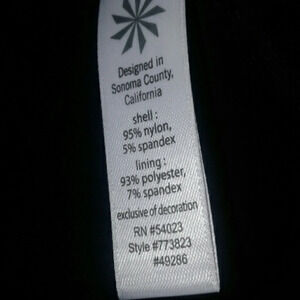 Designed in
Sonoma County,
California
shell :
95% nylon,
5% spandex
lining :
93% polyester,
7% spandex
exclusive of decoration
RN #54023
Style #773823
#49286